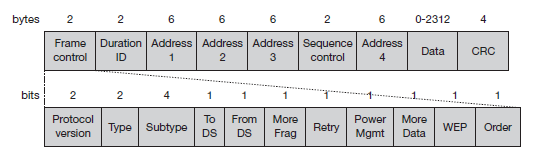 bytes 2 2 6 6 6 2 6 0-2312 4
Frame control Duration ID Address 1 Address 2 Address 3 Sequence control Address 4 Data CRC
bits 2 2 4 1 1 1 1 1 1 1 1
Protocol version Type Subtype To DS From DS More Frag Retry Power Mgmt More Data WEP Order